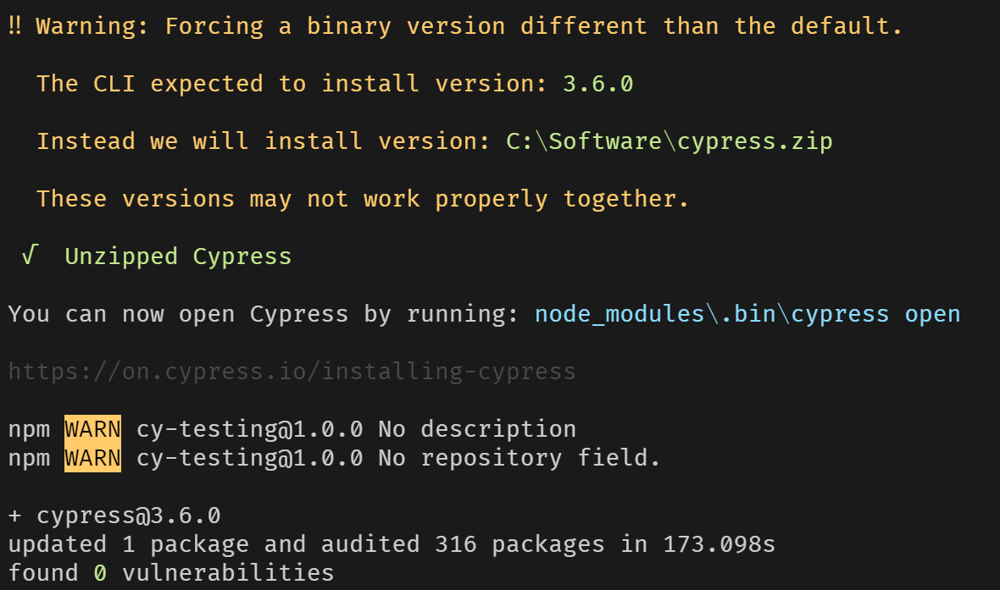 ‼ Warning: Forcing a binary version different than the default.
The CLI expected to install version: 3.6.0
Instead we will install version: C:\Software\cypress.zip
These versions may not work properly together.
√ Unzipped Cypress
You can now open Cypress by running: node_modules\.bin\cypress open
https://on.cypress.io/installing-cypress
npm WARN cy-testing@1.0.0 No description
npm WARN cy-testing@1.0.0 No repository field.
+ cypress@3.6.0
updated 1 package and audited 316 packages in 173.098s
found 0 vulnerabilities